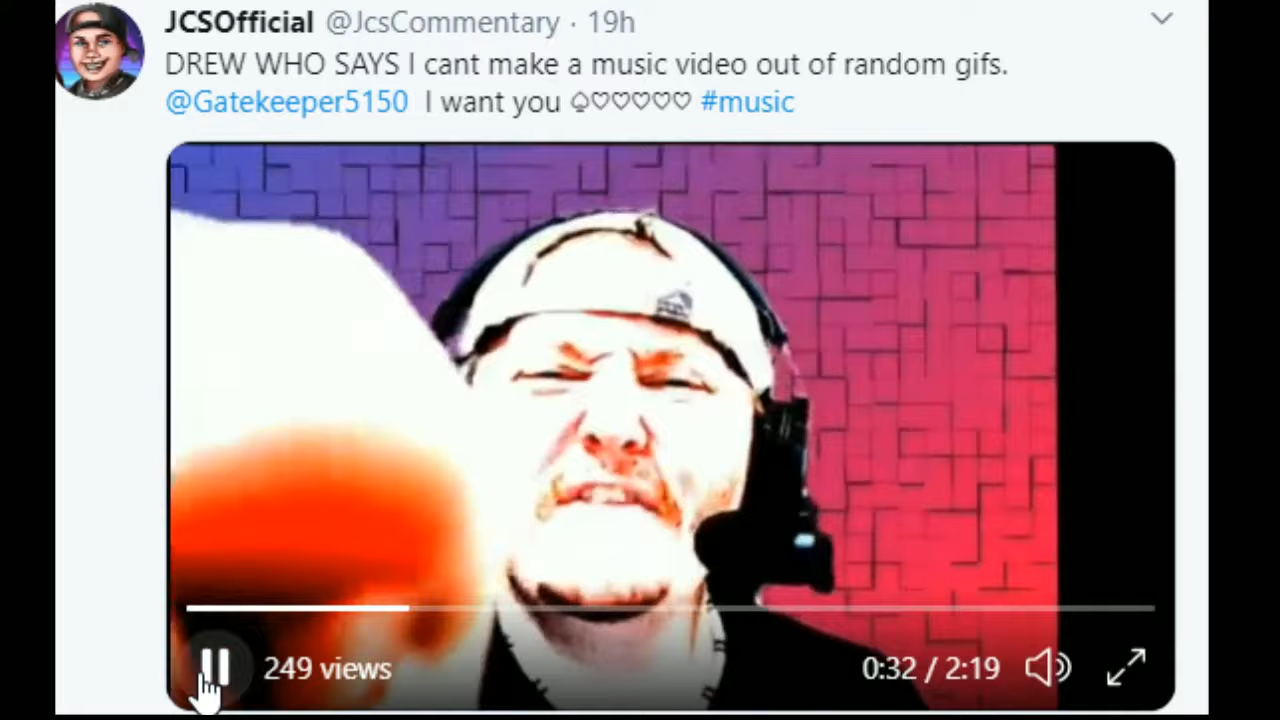 JCSOfficial @JcsCommentary · 19h
DREW WHO SAYS I cant make a music video out of random gifs.
@Gatekeeper5150 I want you ♤♡♡♡♡♡ #music
249 views
0:32 / 2:19